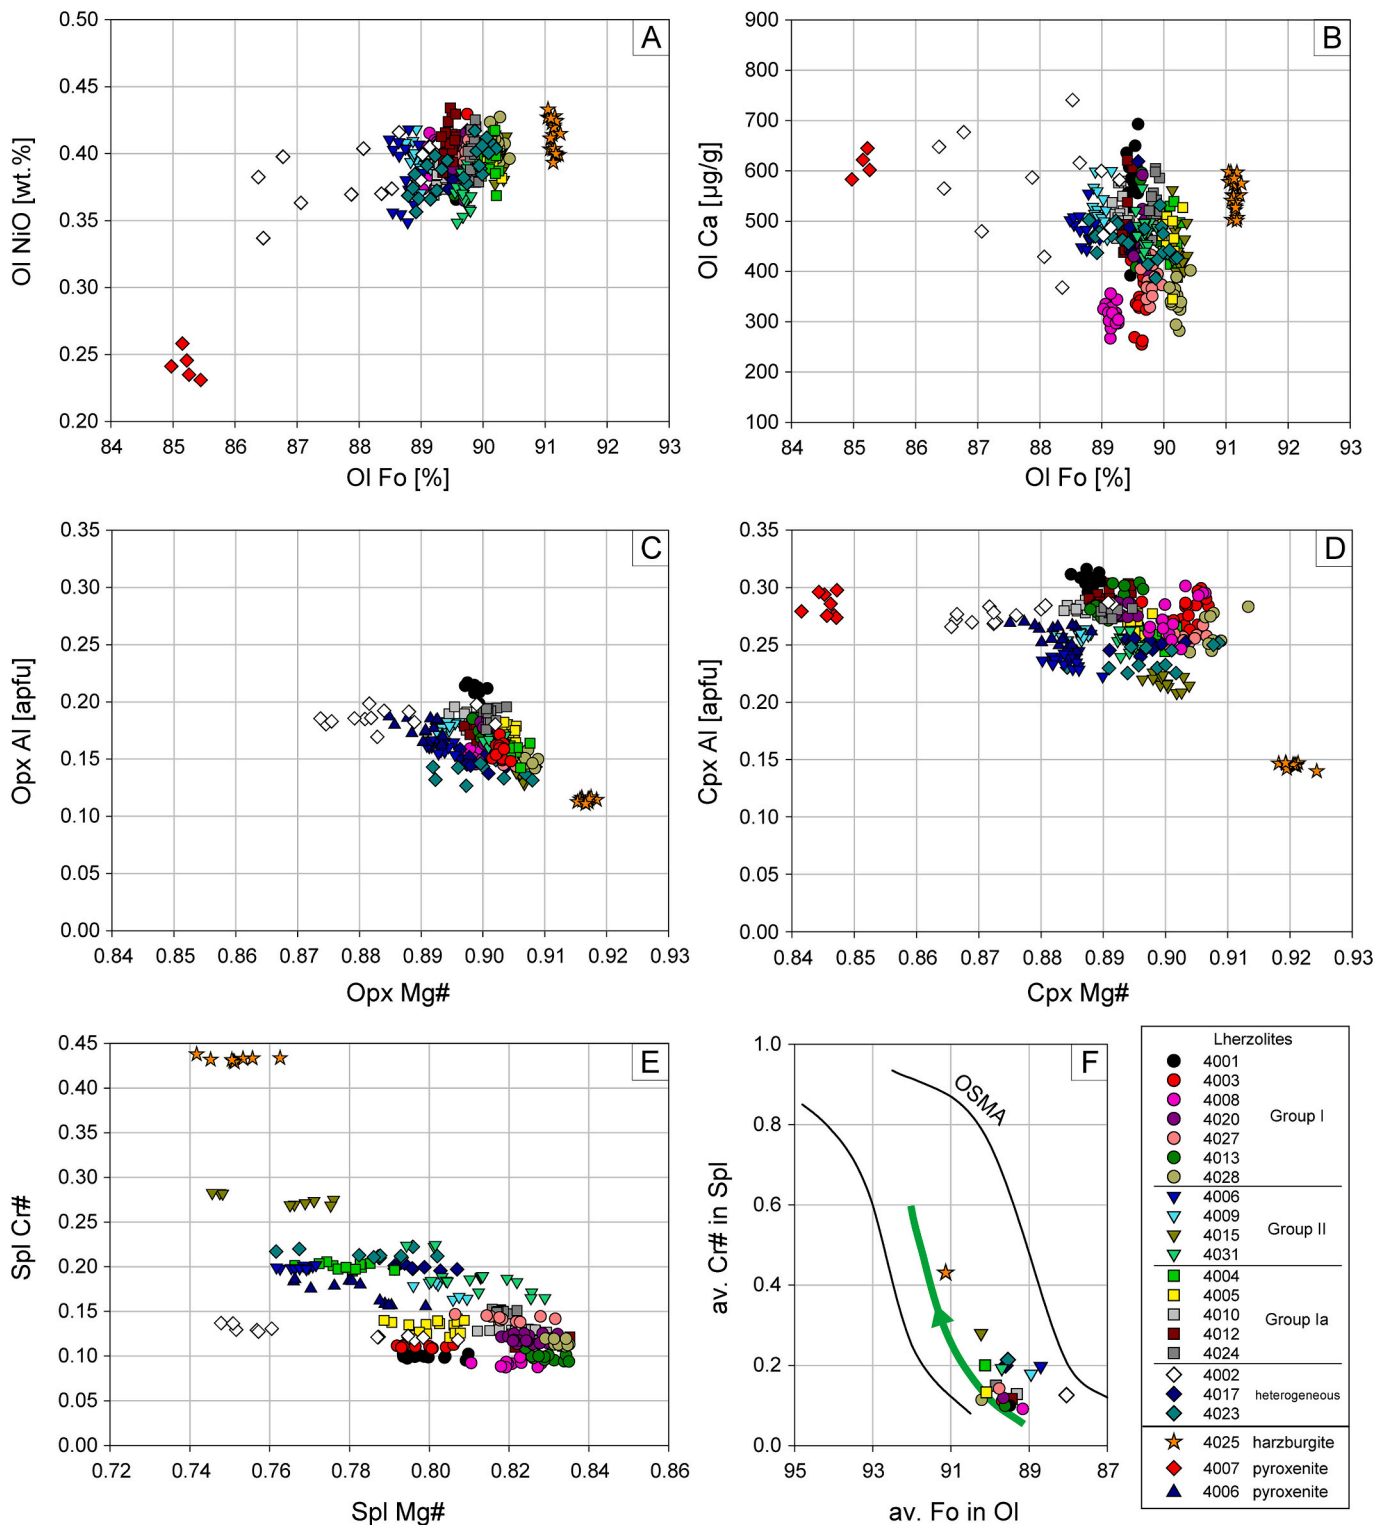 A
0.50
0.45
0.40
0.35
0.30
0.25
0.20
Ol NiO [wt.%]
84 85 86 87 88 89 90 91 92 93
Ol Fo [%]
B
900
800
700
600
500
400
300
200
100
Ol Ca [µg/g]
84 85 86 87 88 89 90 91 92 93
Ol Fo [%]
C
0.35
0.30
0.25
0.20
0.15
0.10
0.05
0.00
Opx Al [apfu]
0.84 0.85 0.86 0.87 0.88 0.89 0.90 0.91 0.92 0.93
Opx Mg#
D
0.35
0.30
0.25
0.20
0.15
0.10
0.05
0.00
Cpx Al [apfu]
0.84 0.85 0.86 0.87 0.88 0.89 0.90 0.91 0.92 0.93
Cpx Mg#
E
0.45
0.40
0.35
0.30
0.25
0.20
0.15
0.10
0.05
0.00
Spl Cr#
0.72 0.74 0.76 0.78 0.80 0.82 0.84 0.86
Spl Mg#
F
1.0
0.8
0.6
0.4
0.2
0.0
av. Cr# in Spl
OSMA
95 93 91 89 87
av. Fo in Ol
Lherzolites
4001
4003
4008
4020 Group I
4027
4013
4028
4006
4009
4015 Group II
4031
4004
4005
4010 Group Ia
4012
4024
4002
4017 heterogeneous
4023
4025 harzburgite
4007 pyroxenite
4006 pyroxenite